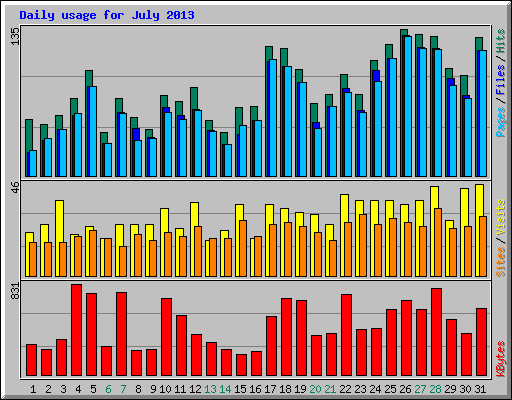 Daily usage for July 2013
135
Pages / Files / Hits
46
Sites / Visits
831
KBytes
1 2 3 4 5 6 7 8 9 10 11 12 13 14 15 16 17 18 19 20 21 22 23 24 25 26 27 28 29 30 31